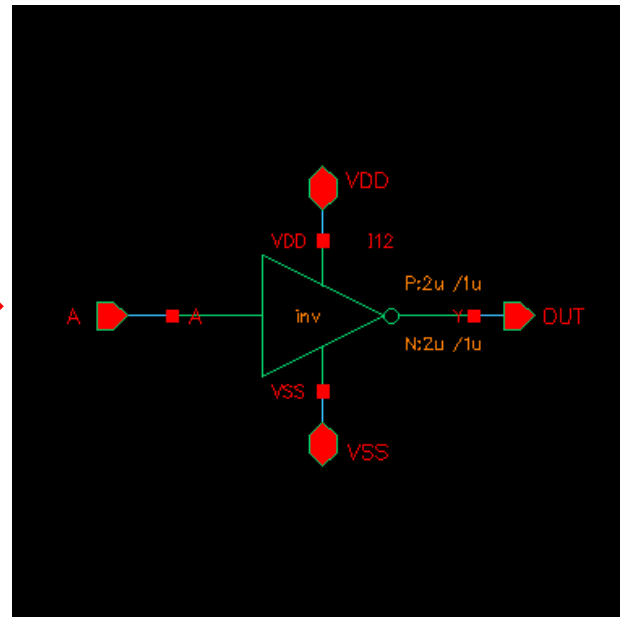 VDD
VDD I12
P:2u /1u
A A inv Y OUT
N:2u /1u
VSS
VSS